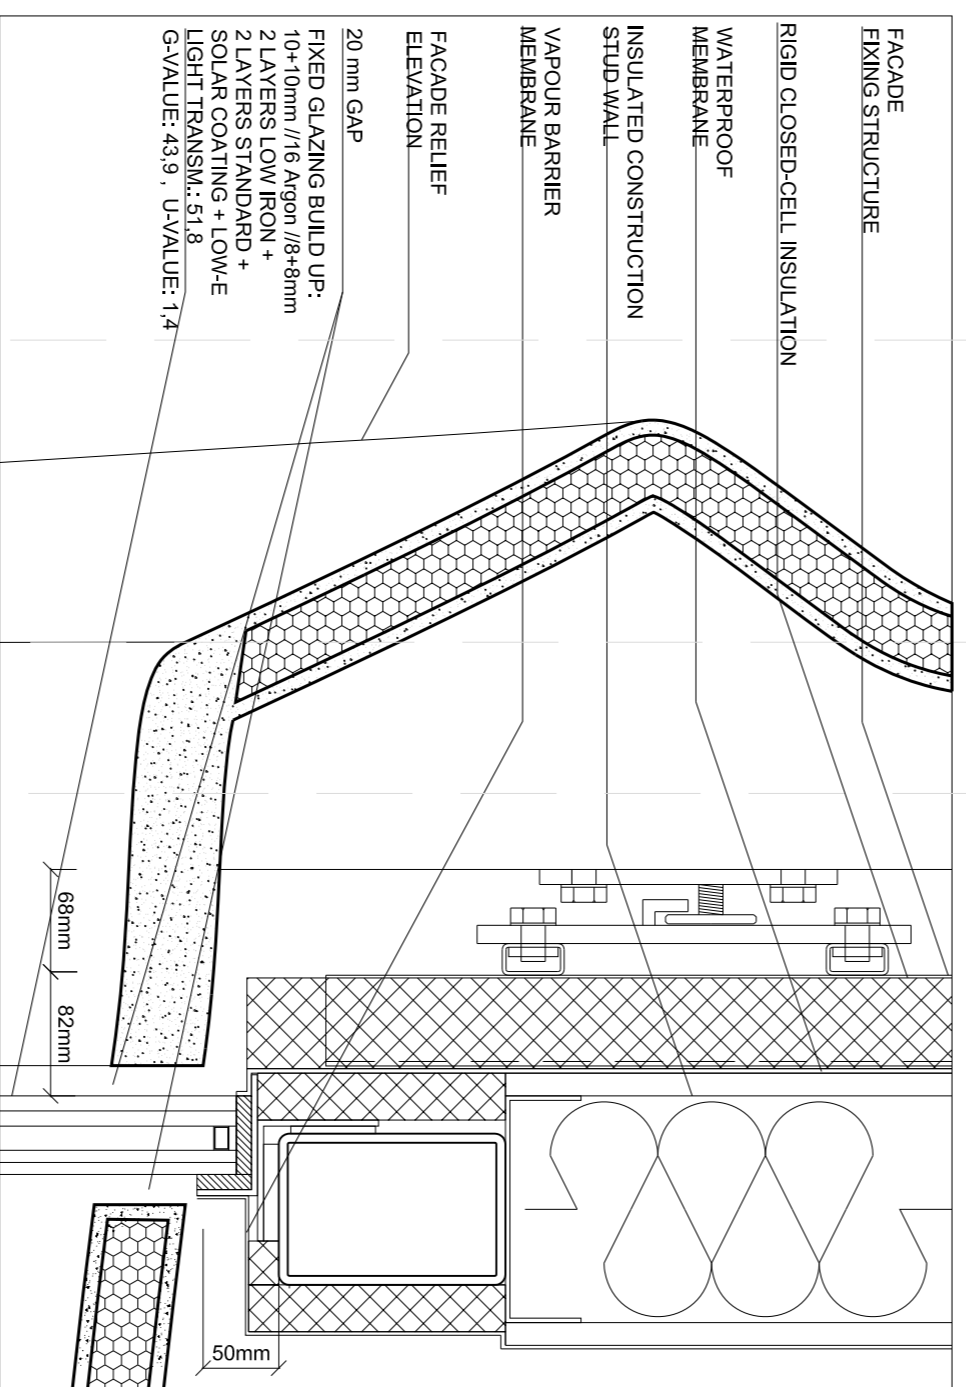 FACADE
FIXING STRUCTURE
RIGID CLOSED-CELL INSULATION
WATERPROOF
MEMBRANE
INSULATED CONSTRUCTION
STUD WALL
VAPOUR BARRIER
MEMBRANE
FACADE RELIEF
ELEVATION
20 mm GAP
FIXED GLAZING BUILD UP:
10+10mm //16 Argon //8+8mm
2 LAYERS LOW IRON +
2 LAYERS STANDARD +
SOLAR COATING + LOW-E
LIGHT TRANSM.: 51,8
G-VALUE: 43,9 , U-VALUE: 1,4
68mm
82mm
50mm